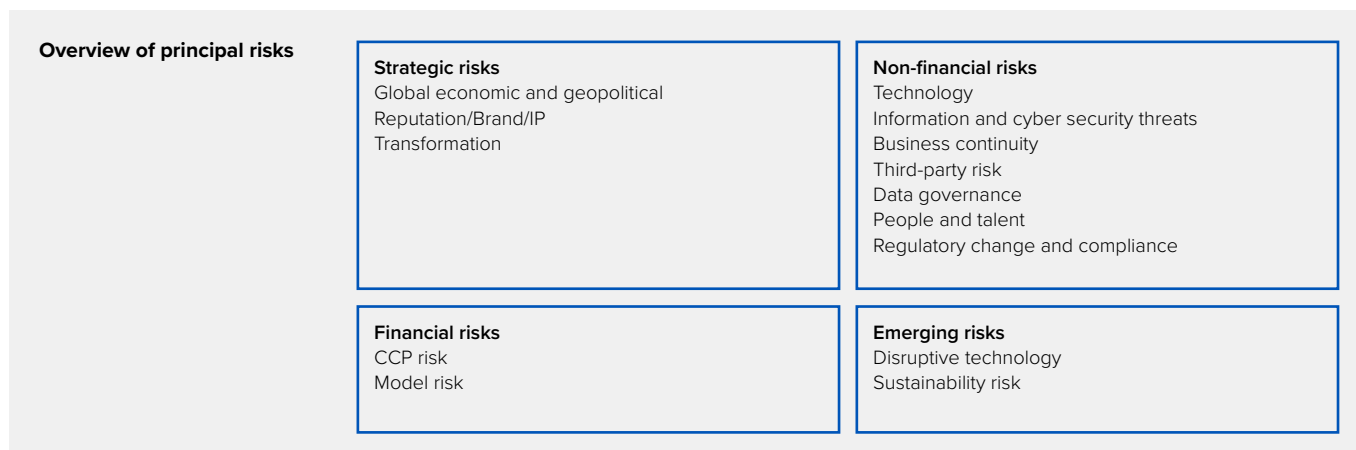 Overview of principal risks
Strategic risks
Global economic and geopolitical
Reputation/Brand/IP
Transformation
Non-financial risks
Technology
Information and cyber security threats
Business continuity
Third-party risk
Data governance
People and talent
Regulatory change and compliance
Financial risks
CCP risk
Model risk
Emerging risks
Disruptive technology
Sustainability risk